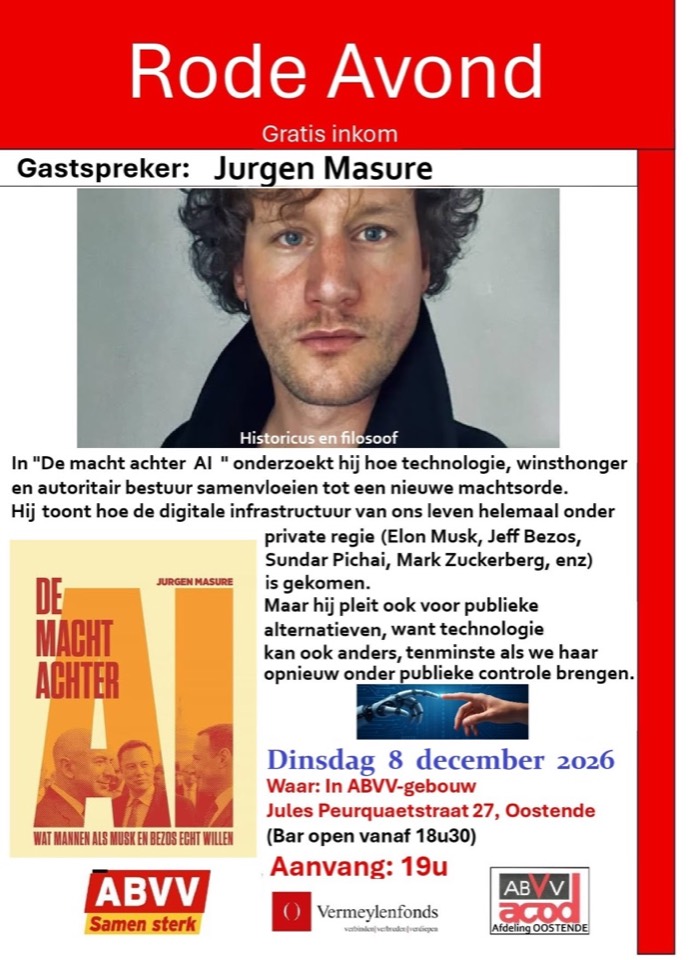 Rode Avond
Gratis inkom
Gastspreker: Jurgen Masure
Historicus en filosoof
In "De macht achter AI " onderzoekt hij hoe technologie, winsthonger
en autoritair bestuur samenvloeien tot een nieuwe machtsorde.
Hij toont hoe de digitale infrastructuur van ons leven helemaal onder
private regie (Elon Musk, Jeff Bezos,
Sundar Pichai, Mark Zuckerberg, enz)
is gekomen.
Maar hij pleit ook voor publieke
alternatieven, want technologie
kan ook anders, tenminste als we haar
opnieuw onder publieke controle brengen.
JURGEN MASURE
DE
MACHT
ACHTER
AI
WAT MANNEN ALS MUSK EN BEZOS ECHT WILLEN
Dinsdag 8 december 2026
Waar: In ABVV-gebouw
Jules Peurquaetstraat 27, Oostende
(Bar open vanaf 18u30)
Aanvang: 19u
ABVV
Samen sterk
Vermeylenfonds
verbinden|verbreden|verdiepen
ABVV
acod
Afdeling OOSTENDE